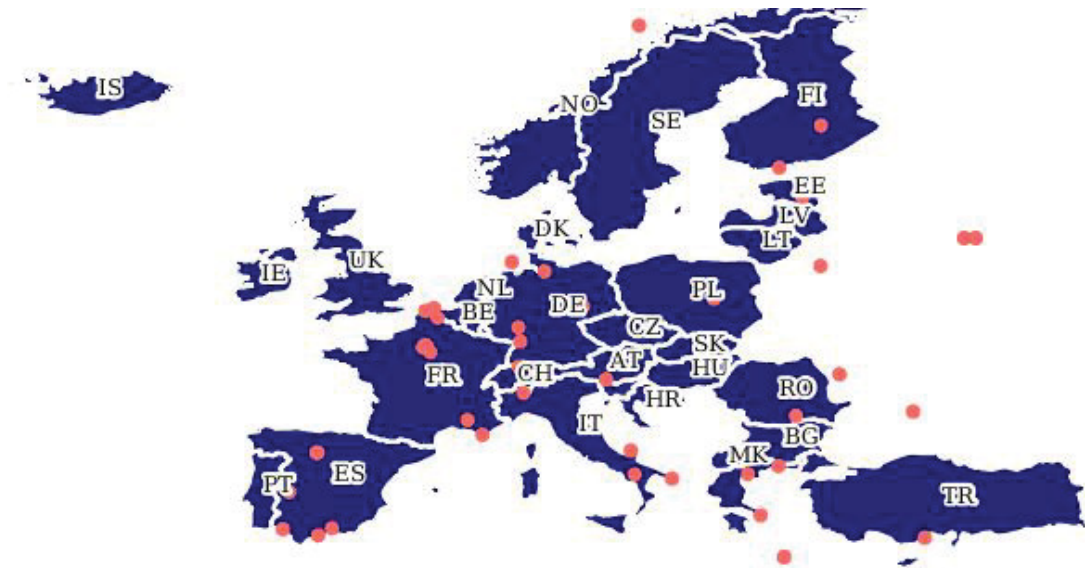 IS
FI
NO
SE
EE
LV
DK
LT
UK
IE
NL
PL
DE
BE
CZ
SK
AT
HU
CH
FR
RO
HR
IT
BG
MK
ES
PT
TR